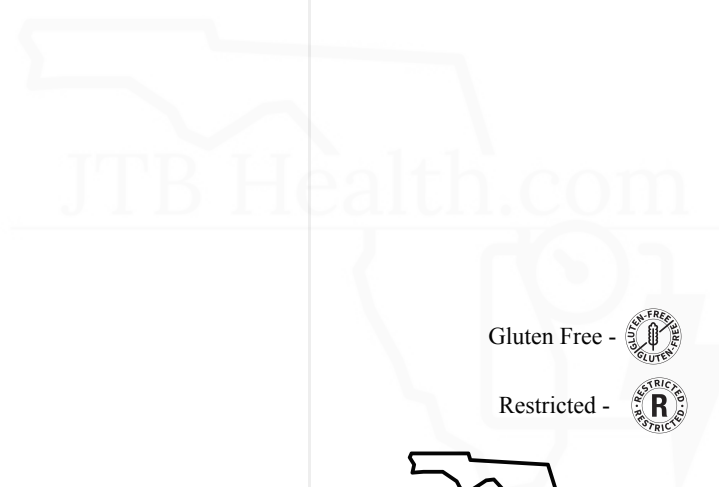 JTB Health.com
Gluten Free -
GLUTEN-FREE! GLUTEN-FREE!
Restricted -
RESTRICTED RESTRICTED
R